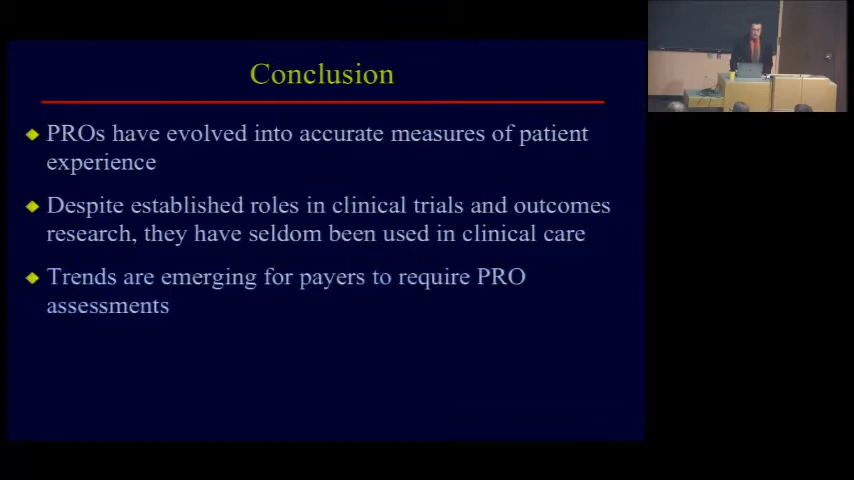 Conclusion
PROs have evolved into accurate measures of patient
experience
Despite established roles in clinical trials and outcomes
research, they have seldom been used in clinical care
Trends are emerging for payers to require PRO
assessments